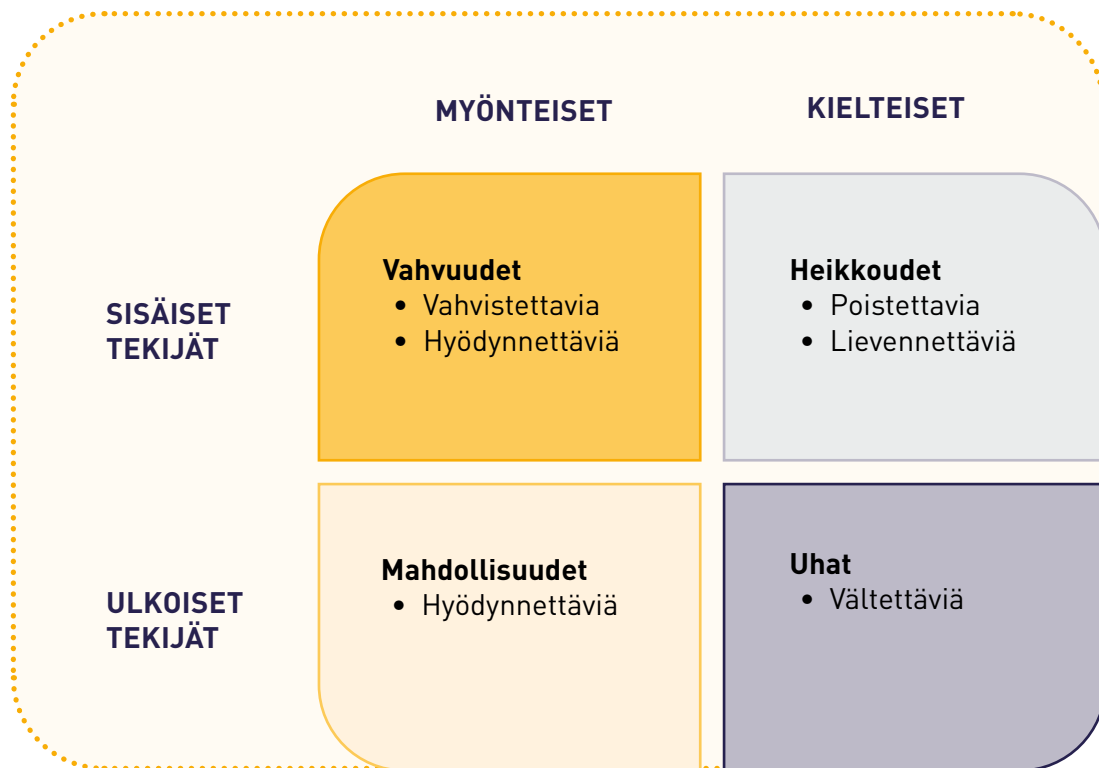 MYÖNTEISET
KIELTEISET
SISÄISET
TEKIJÄT
Vahvuudet
• Vahvistettavia
• Hyödynnettäviä
Heikkoudet
• Poistettavia
• Lievennettäviä
ULKOISET
TEKIJÄT
Mahdollisuudet
• Hyödynnettäviä
Uhat
• Vältettäviä